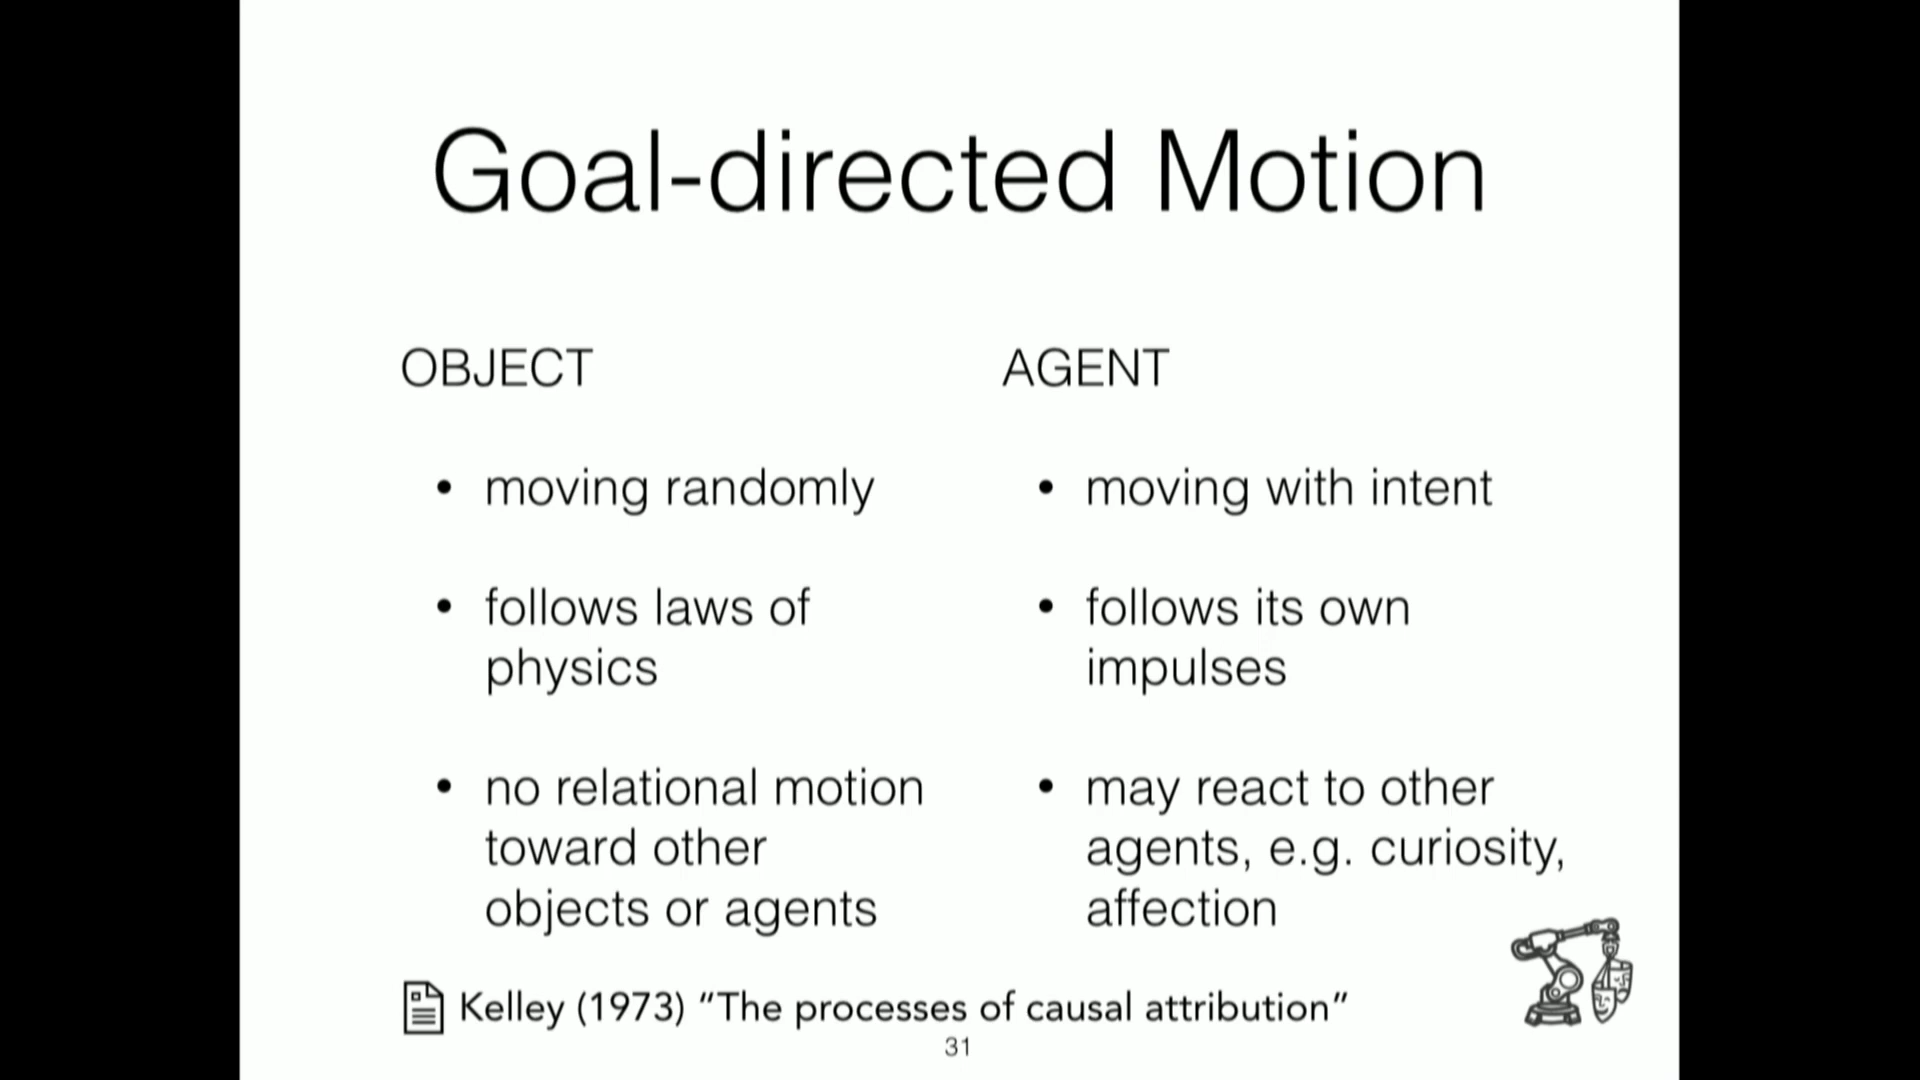 Goal-directed Motion
OBJECT
• moving randomly
• follows laws of
physics
• no relational motion
toward other
objects or agents
AGENT
• moving with intent
• follows its own
impulses
• may react to other
agents, e.g. curiosity,
affection
Kelley (1973) “The processes of causal attribution”
31